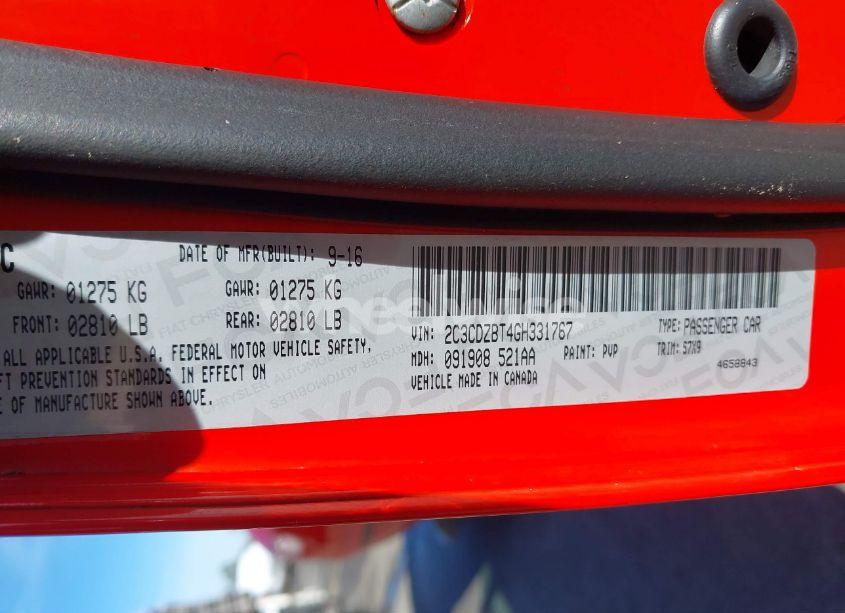 C DATE OF MFR(BUILT): 9-16
GAWR: 01275 KG GAWR: 01275 KG
FRONT: 02810 LB REAR: 02810 LB
ALL APPLICABLE U.S.A. FEDERAL MOTOR VEHICLE SAFETY,
FT PREVENTION STANDARDS IN EFFECT ON
E OF MANUFACTURE SHOWN ABOVE.
VIN: 2C3CDZBT4GH331767 TYPE: PASSENGER CAR
MDH: 091908 521AA PAINT: PVP TRIM: S7X9
VEHICLE MADE IN CANADA 4658843